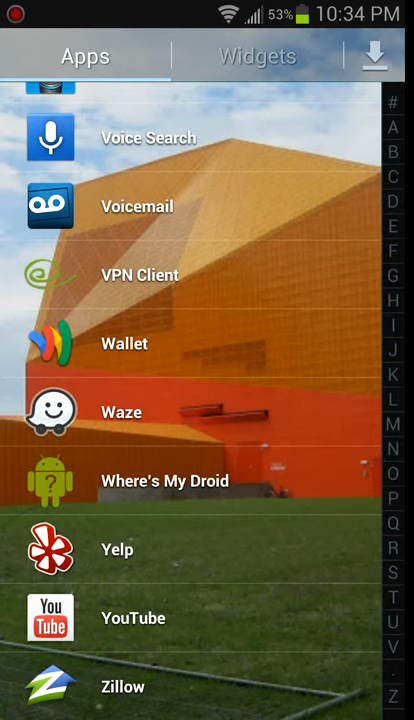 53% 10:34 PM
Apps Widgets
Voice Search
Voicemail
VPN Client
Wallet
Waze
Where's My Droid
?
Yelp
You
Tube
YouTube
Zillow
#
A
B
C
D
E
F
G
H
I
J
K
L
M
N
O
P
Q
R
S
T
U
V
.
Z